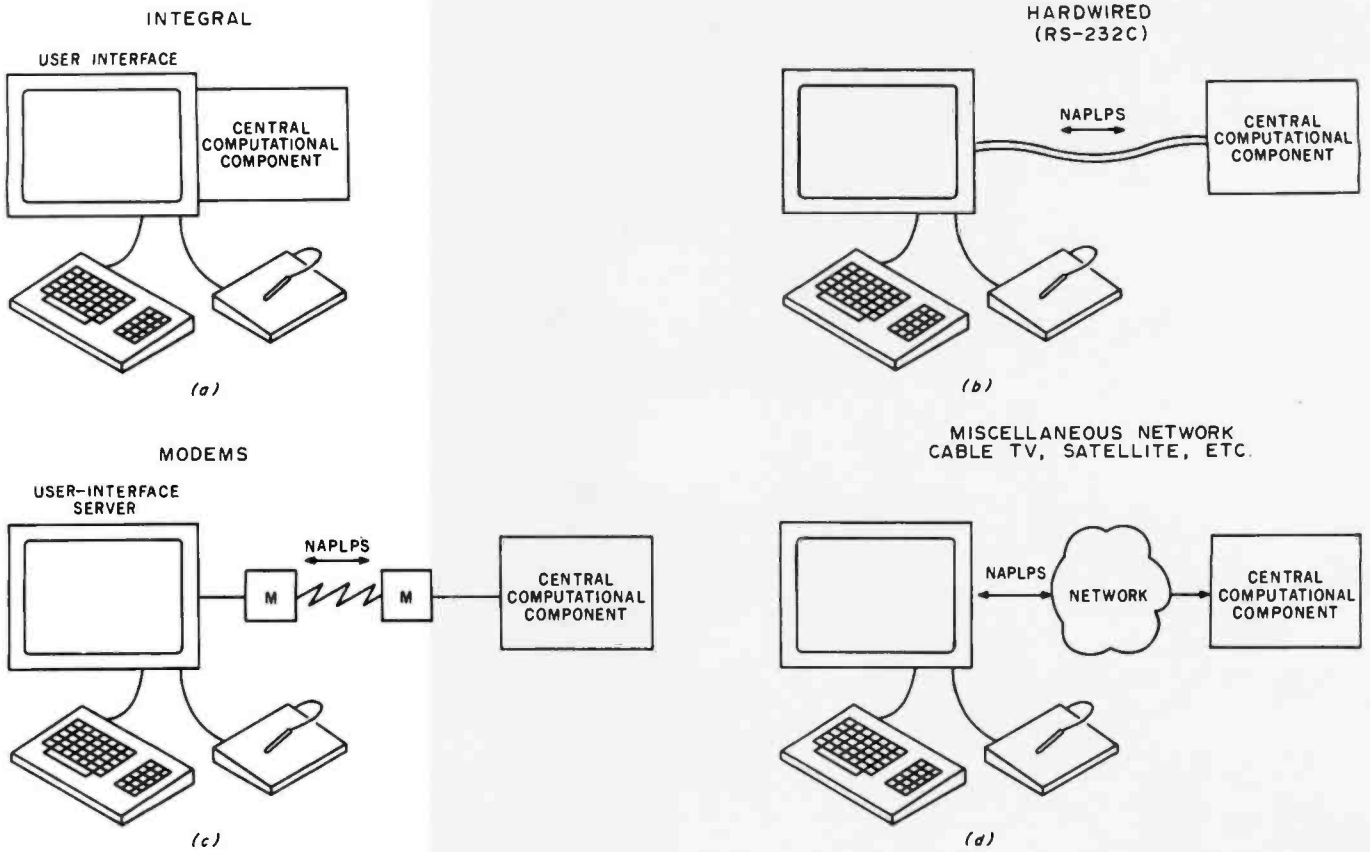 INTEGRAL
USER INTERFACE
CENTRAL
COMPUTATIONAL
COMPONENT
(a)
HARDWIRED
(RS-232C)
NAPLPS
CENTRAL
COMPUTATIONAL
COMPONENT
(b)
MODEMS
USER-INTERFACE
SERVER
NAPLPS
M
M
CENTRAL
COMPUTATIONAL
COMPONENT
(c)
MISCELLANEOUS NETWORK
CABLE TV, SATELLITE, ETC.
NAPLPS
NETWORK
CENTRAL
COMPUTATIONAL
COMPONENT
(d)